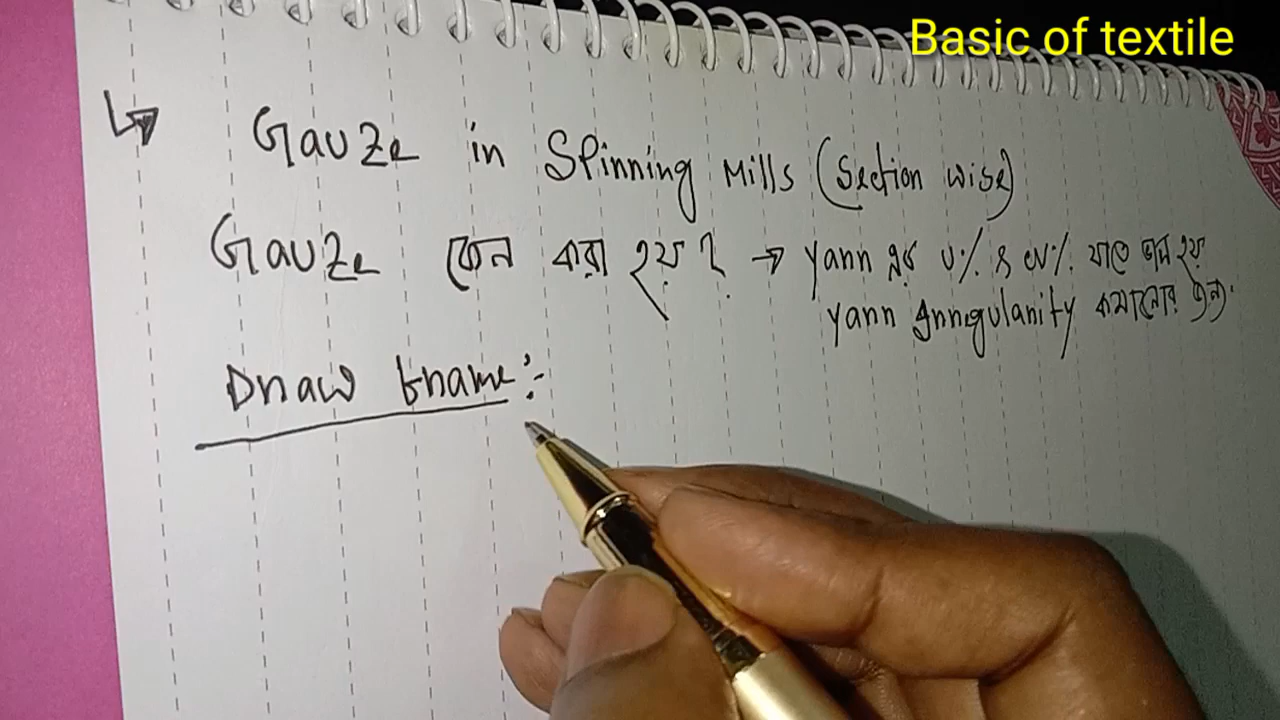 Basic of textile
Gauze in Spinning Mills (Section wise)
Gauze কেন করা হয় ? → Yarn এর U% ও CV% যাতে ভাল হয়
Yarn Irregularity কমানোর জন্য.
Draw frame :-